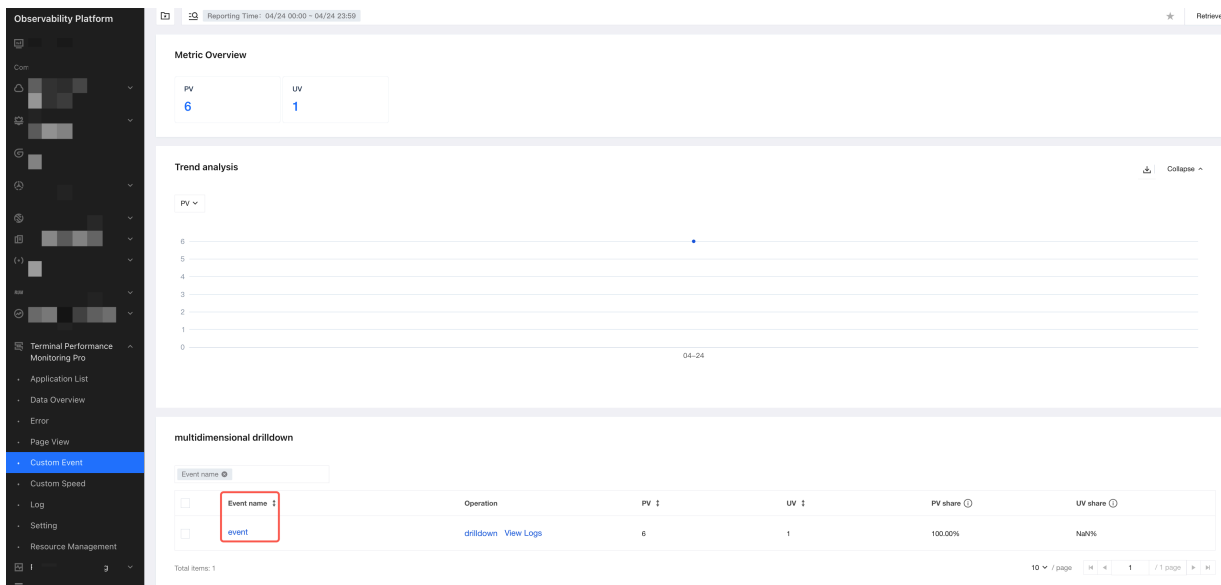 Observability Platform
Reporting Time: 04/24 00:00 ~ 04/24 23:59
Retrieve
Metric Overview
PV
UV
6
1
Trend analysis
Collapse
PV
6
5
4
3
2
1
0
04-24
Terminal Performance
Monitoring Pro
Application List
Data Overview
Error
Page View
Custom Event
Custom Speed
Log
Setting
Resource Management
multidimensional drilldown
Event name
Event name
Operation
PV
UV
PV share
UV share
event
drilldown View Logs
6
1
100.00%
NaN%
Total items: 1
10 / page
1
/ 1 page